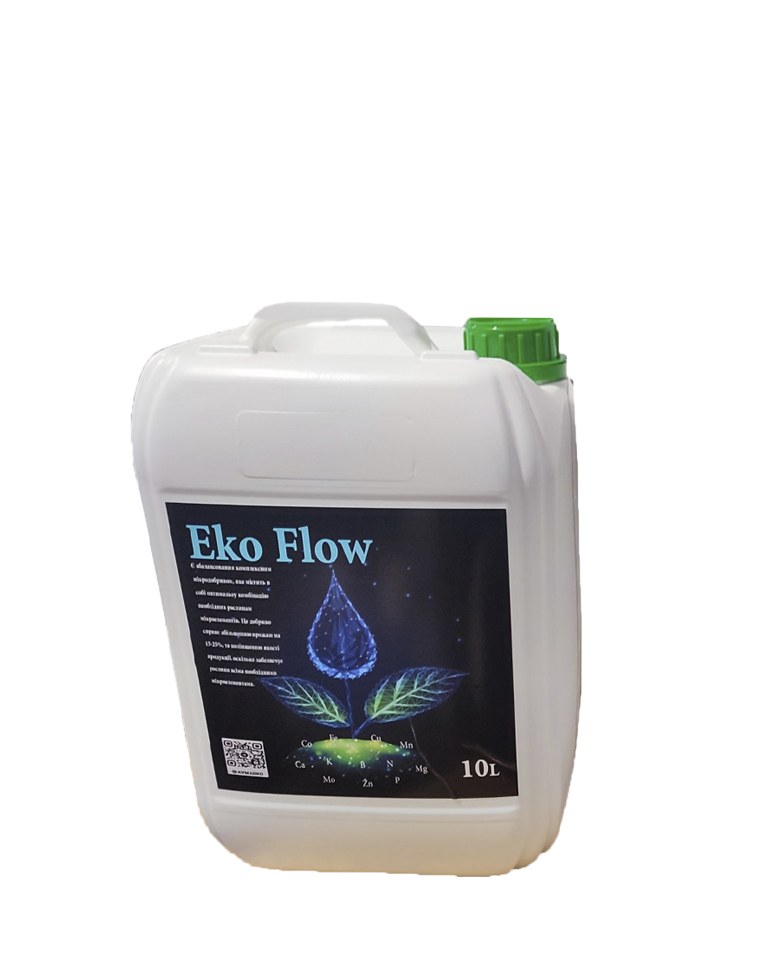 Eko Flow
Є збалансованим комплексним
мікродобривом, яке містить в
собі оптимальну комбінацію
необхідних рослинам
мікроелементів. Це добриво
сприяє збільшенню врожаю на
15-25%, та поліпшенню якості
продукції, оскільки забезпечує
рослини всіма необхідними
мікроелементами.
Co Fe Cu Mn
Ca K B N Mg
Mo Zn P
10L